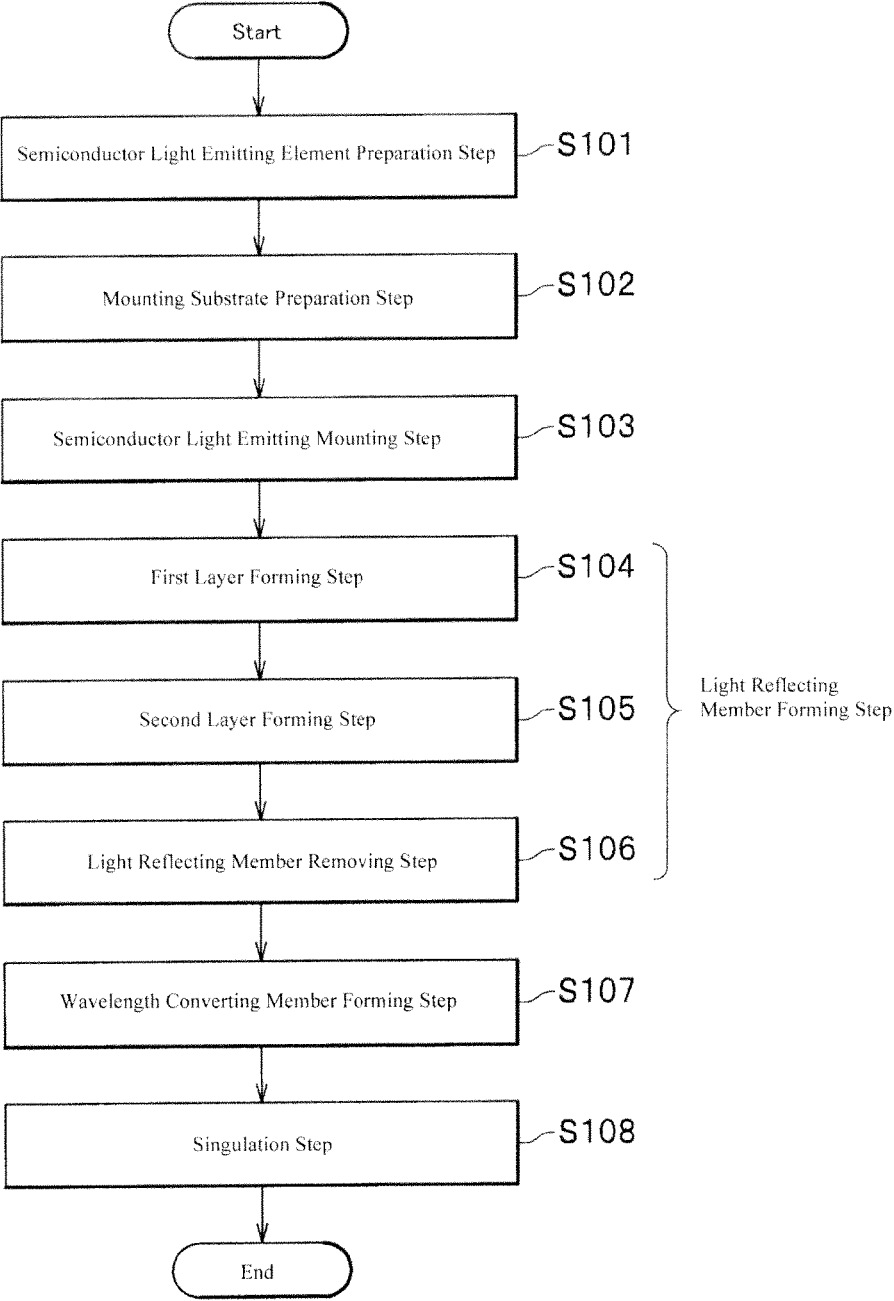 Start
Semiconductor Light Emitting Element Preparation Step
S101
Mounting Substrate Preparation Step
S102
Semiconductor Light Emitting Mounting Step
S103
First Layer Forming Step
S104
Second Layer Forming Step
S105
Light Reflecting
Member Forming Step
Light Reflecting Member Removing Step
S106
Wavelength Converting Member Forming Step
S107
Singulation Step
S108
End